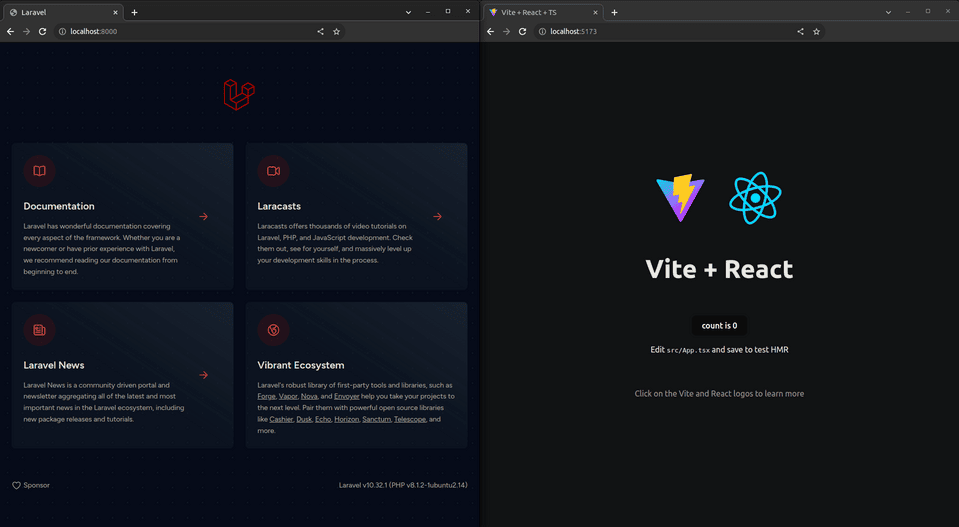 Laravel
localhost:8000
Documentation
Laravel has wonderful documentation covering
every aspect of the framework. Whether you are a
newcomer or have prior experience with Laravel,
we recommend reading our documentation from
beginning to end.
Laracasts
Laracasts offers thousands of video tutorials on
Laravel, PHP, and JavaScript development. Check
them out, see for yourself, and massively level up
your development skills in the process.
Laravel News
Laravel News is a community driven portal and
newsletter aggregating all of the latest and most
important news in the Laravel ecosystem, including
new package releases and tutorials.
Vibrant Ecosystem
Laravel's robust library of first-party tools and libraries, such as
Forge, Vapor, Nova, and Envoyer help you take your projects to
the next level. Pair them with powerful open source libraries
like Cashier, Dusk, Echo, Horizon, Sanctum, Telescope, and
more.
Sponsor
Laravel v10.32.1 (PHP v8.1.2-1ubuntu2.14)
Vite + React + TS
localhost:5173
Vite + React
count is 0
Edit src/App.tsx and save to test HMR
Click on the Vite and React logos to learn more